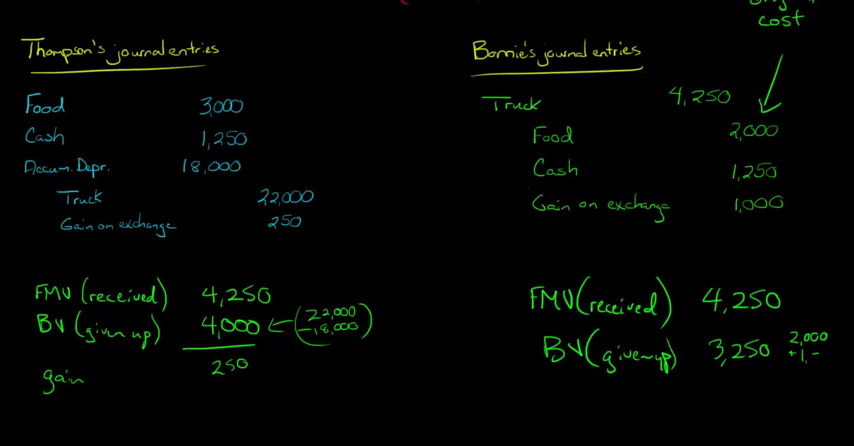 cost
Thompson's journal entries
Food 3,000
Cash 1,250
Accum. Depr. 18,000
Truck 22,000
Gain on exchange 250
FMV (received) 4,250
BV (given up) 4,000 ← (22,000
-18,000)
gain 250
Bonnie's journal entries
Truck 4,250
Food 2,000
Cash 1,250
Gain on exchange 1,000
FMV (received) 4,250
BV (given up) 3,250 2,000
+1,